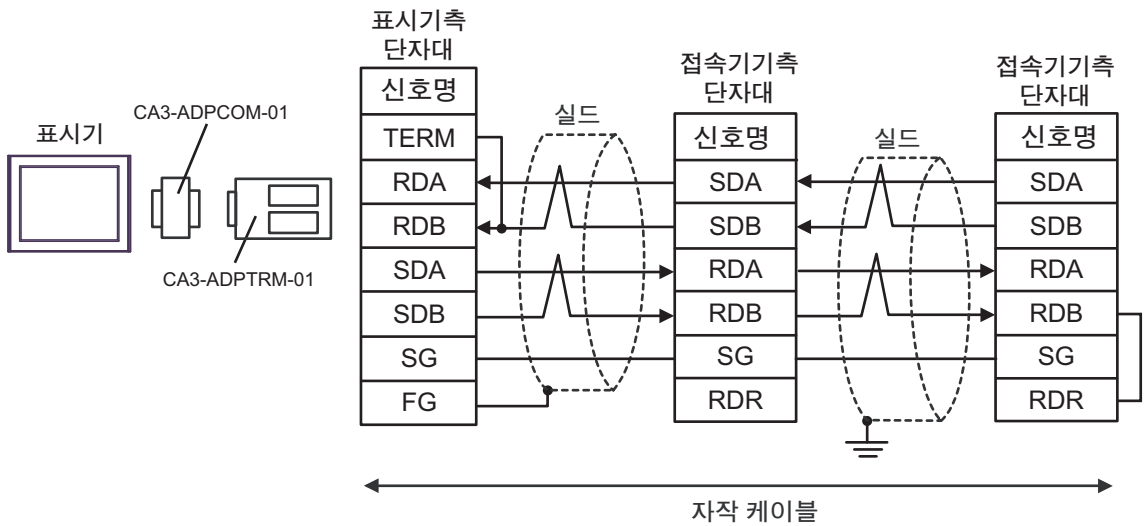 표시기
CA3-ADPCOM-01
CA3-ADPTRM-01
표시기측
단자대
신호명
TERM
RDA
RDB
SDA
SDB
SG
FG
실드
접속기기측
단자대
신호명
SDA
SDB
RDA
RDB
SG
RDR
실드
접속기기측
단자대
신호명
SDA
SDB
RDA
RDB
SG
RDR
자작 케이블